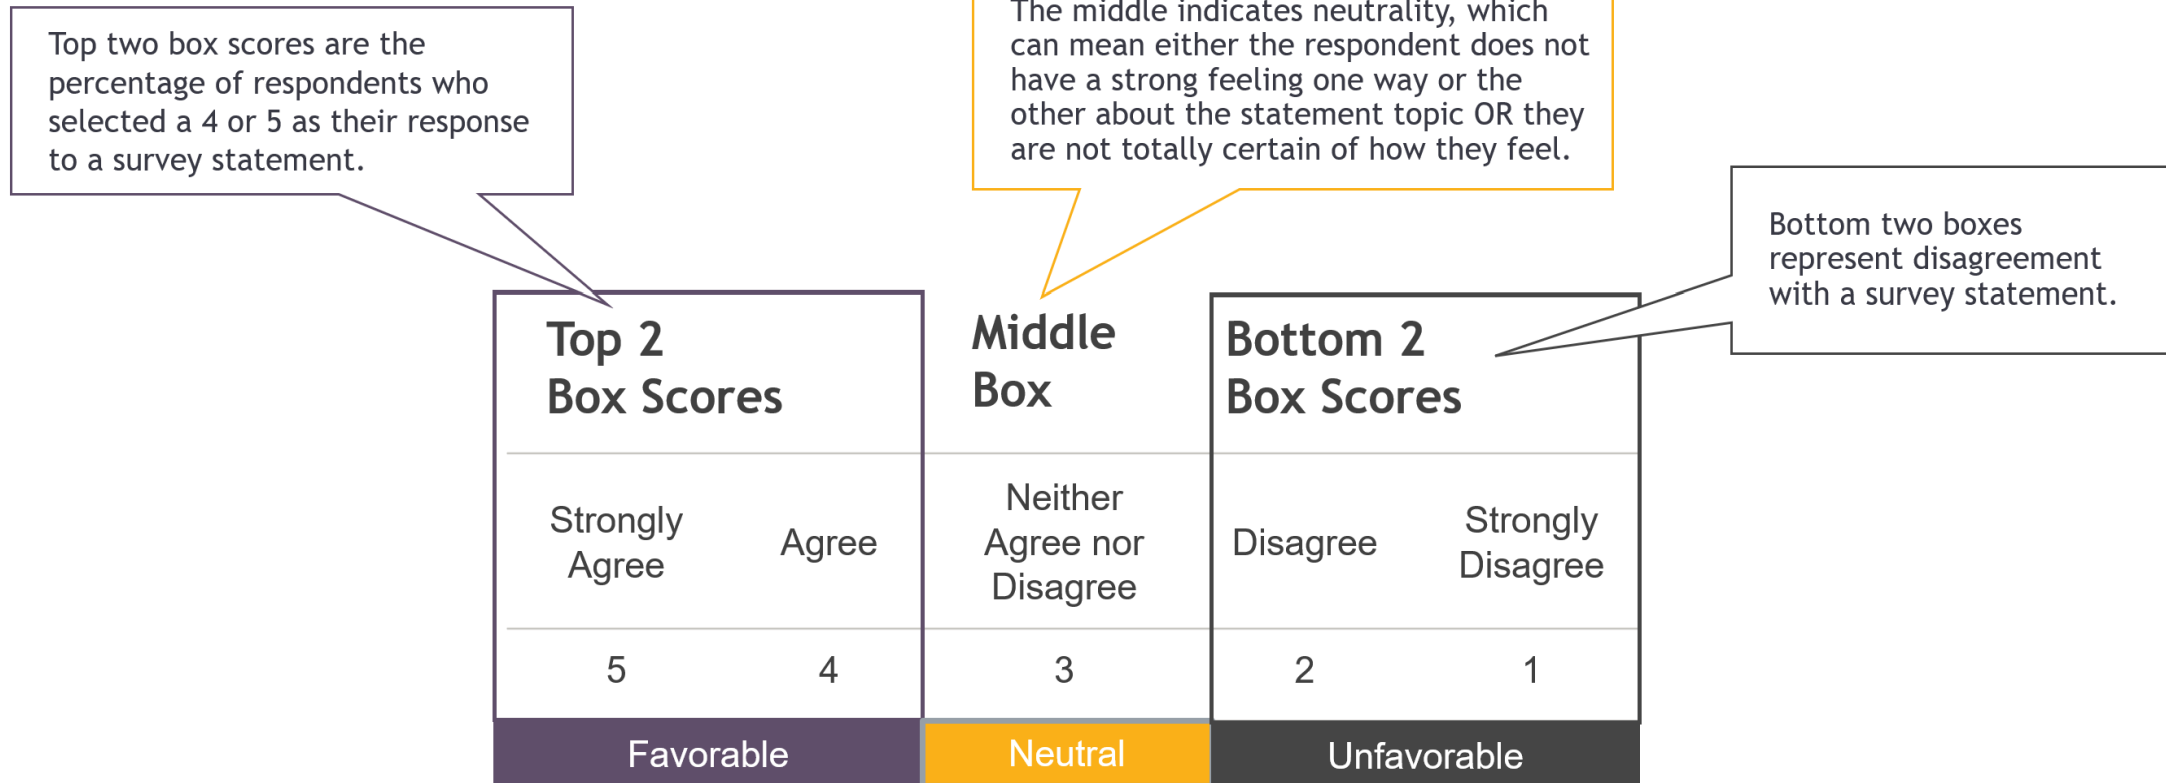 Top two box scores are the
percentage of respondents who
selected a 4 or 5 as their response
to a survey statement.
The middle indicates neutrality, which
can mean either the respondent does not
have a strong feeling one way or the
other about the statement topic OR they
are not totally certain of how they feel.
Bottom two boxes
represent disagreement
with a survey statement.
Top 2
Box Scores
Middle
Box
Bottom 2
Box Scores
Strongly
Agree
Agree
Neither
Agree nor
Disagree
Disagree
Strongly
Disagree
5 4 3 2 1
Favorable Neutral Unfavorable